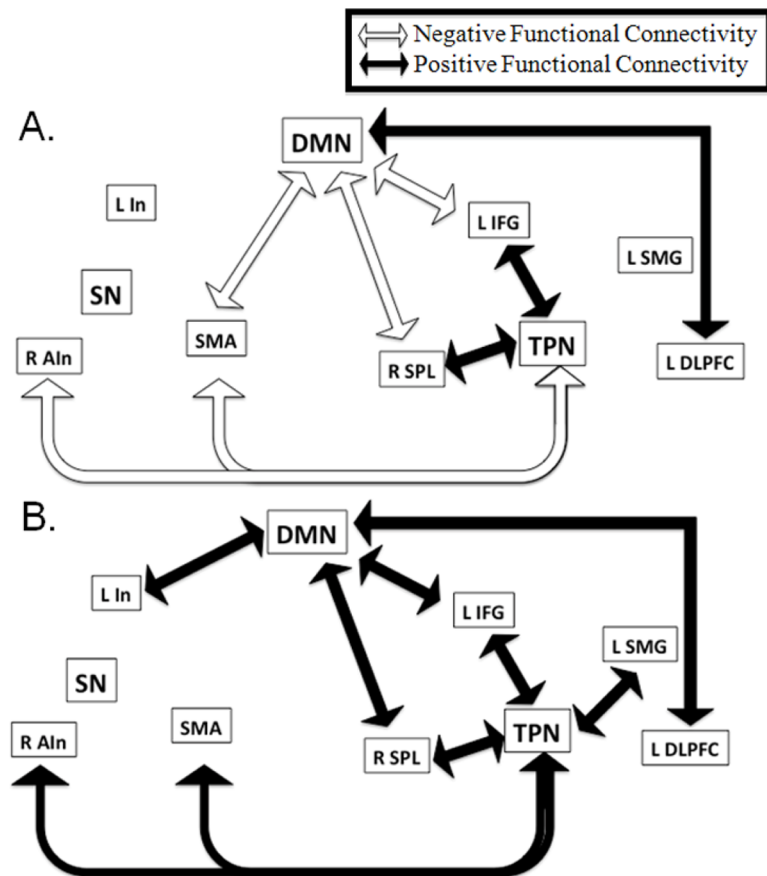 Negative Functional Connectivity
Positive Functional Connectivity
A.
DMN
L In
L IFG
L SMG
SN
SMA
R AIn
R SPL
TPN
L DLPFC
B.
DMN
L In
L IFG
L SMG
SN
SMA
R AIn
R SPL
TPN
L DLPFC